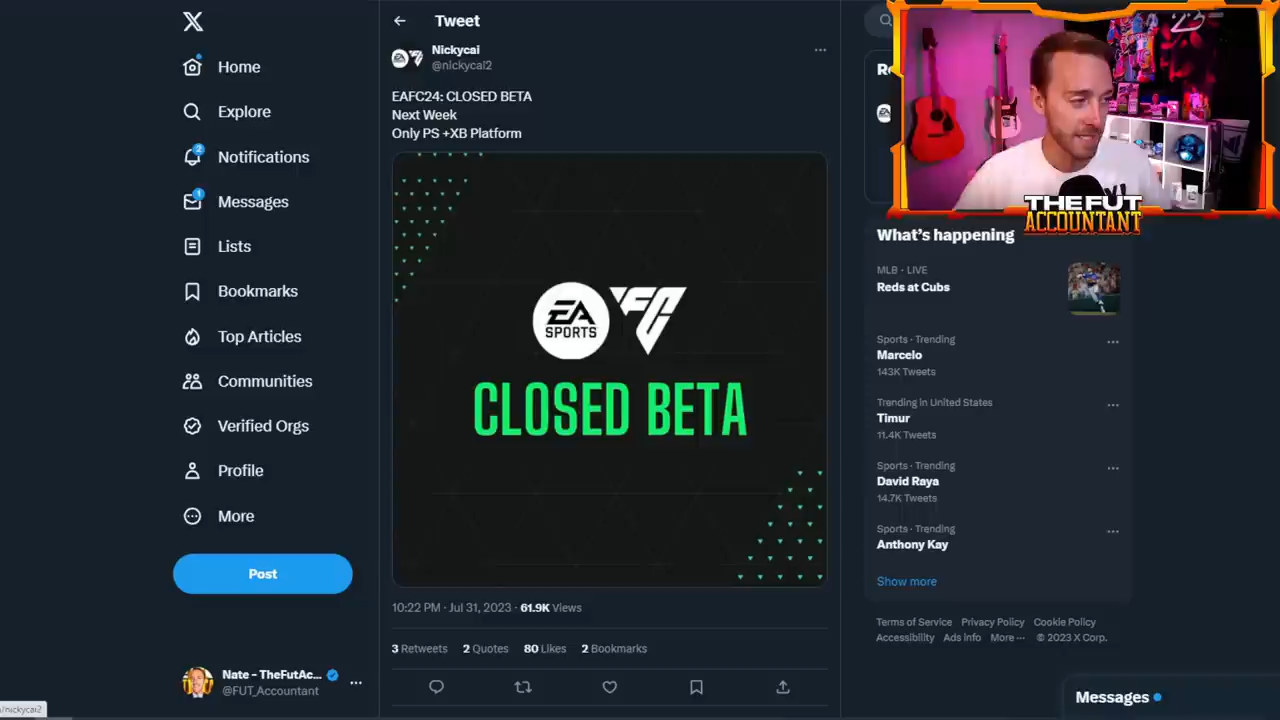 X
Home
Explore
2
Notifications
1
Messages
Lists
Bookmarks
Top Articles
Communities
Verified Orgs
Profile
More
Post
Nate - TheFutAc...
@FUT_Accountant
/nickycai2
Tweet
Nickycai
@nickycai2
EAFC24: CLOSED BETA
Next Week
Only PS +XB Platform
EA
SPORTS
FC
CLOSED BETA
10:22 PM · Jul 31, 2023 · 61.9K Views
3 Retweets 2 Quotes 80 Likes 2 Bookmarks
THE FUT
ACCOUNTANT
What's happening
MLB · LIVE
Reds at Cubs
Sports · Trending
Marcelo
143K Tweets
Trending in United States
Timur
11.4K Tweets
Sports · Trending
David Raya
14.7K Tweets
Sports · Trending
Anthony Kay
Show more
Terms of Service Privacy Policy Cookie Policy
Accessibility Ads info More ··· © 2023 X Corp.
Messages